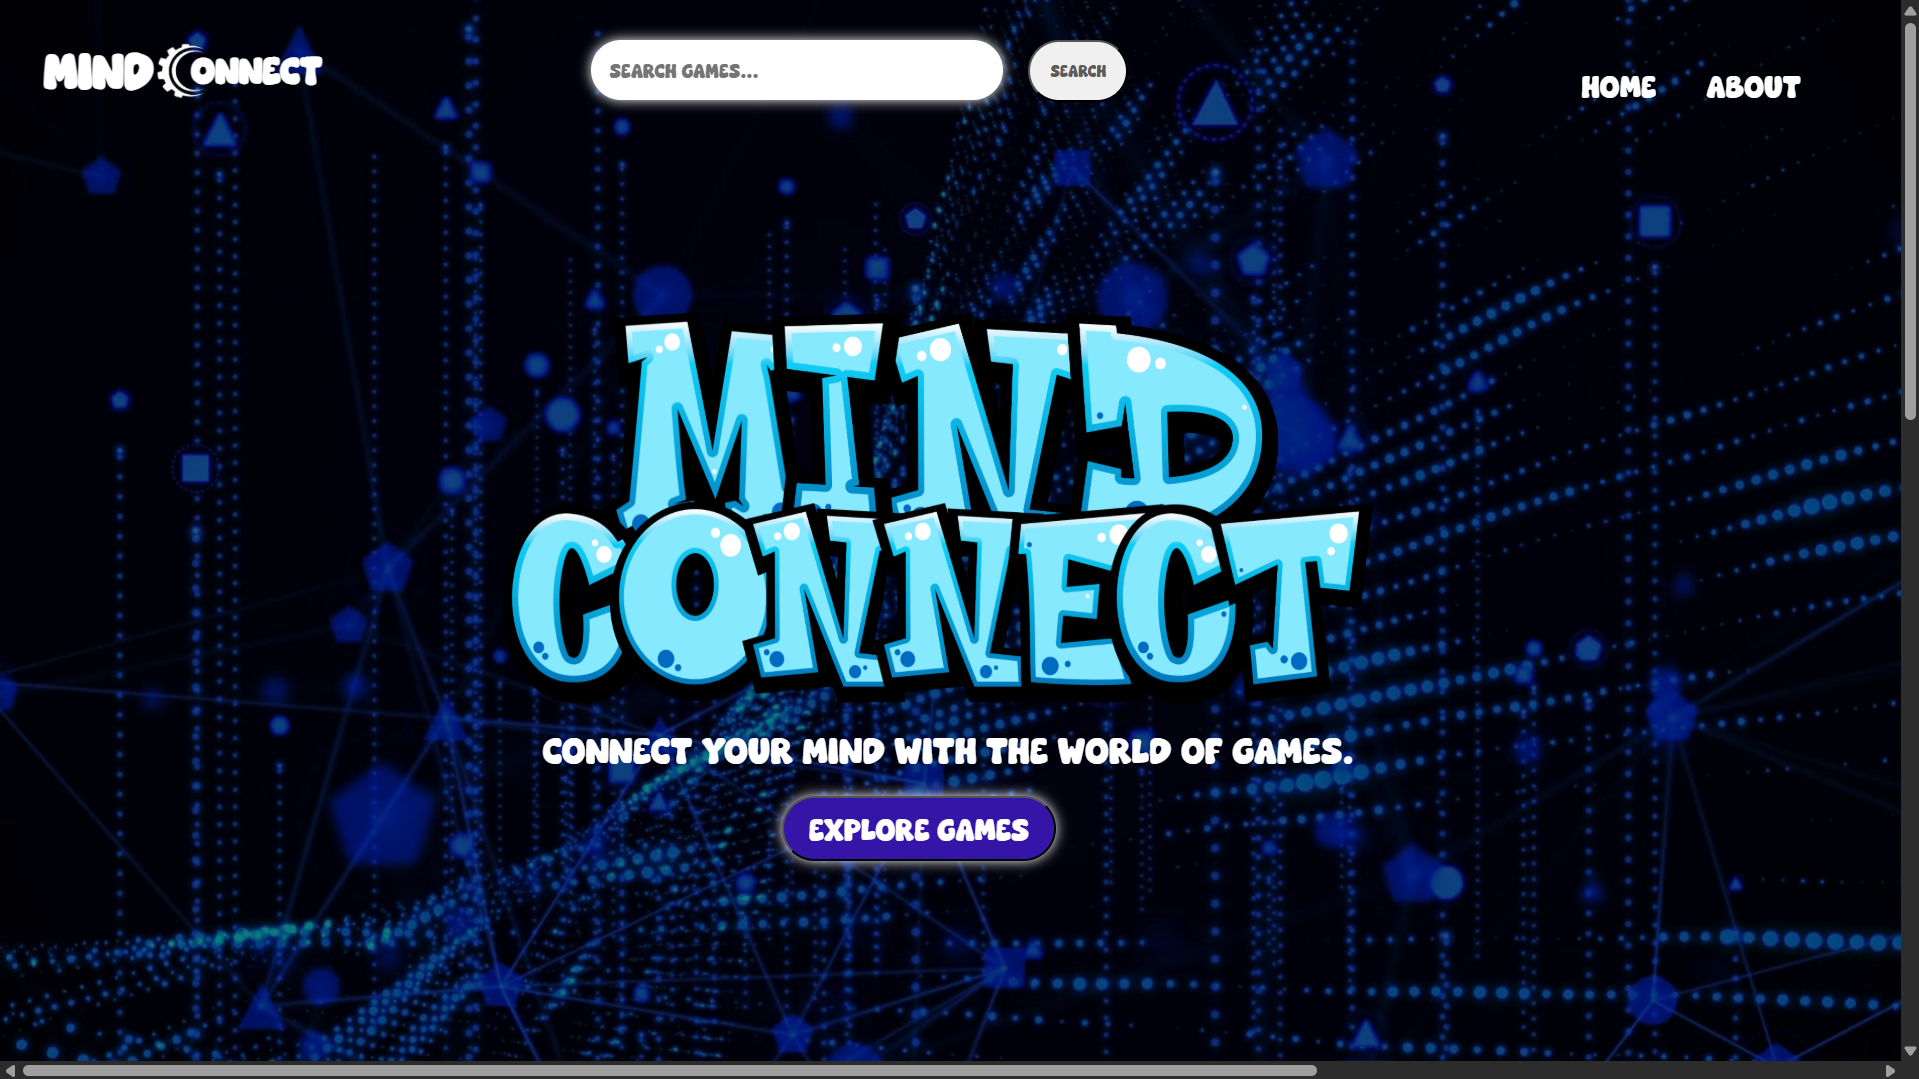 MIND CONNECT
SEARCH GAMES...
SEARCH
HOME
ABOUT
MIND
CONNECT
CONNECT YOUR MIND WITH THE WORLD OF GAMES.
EXPLORE GAMES